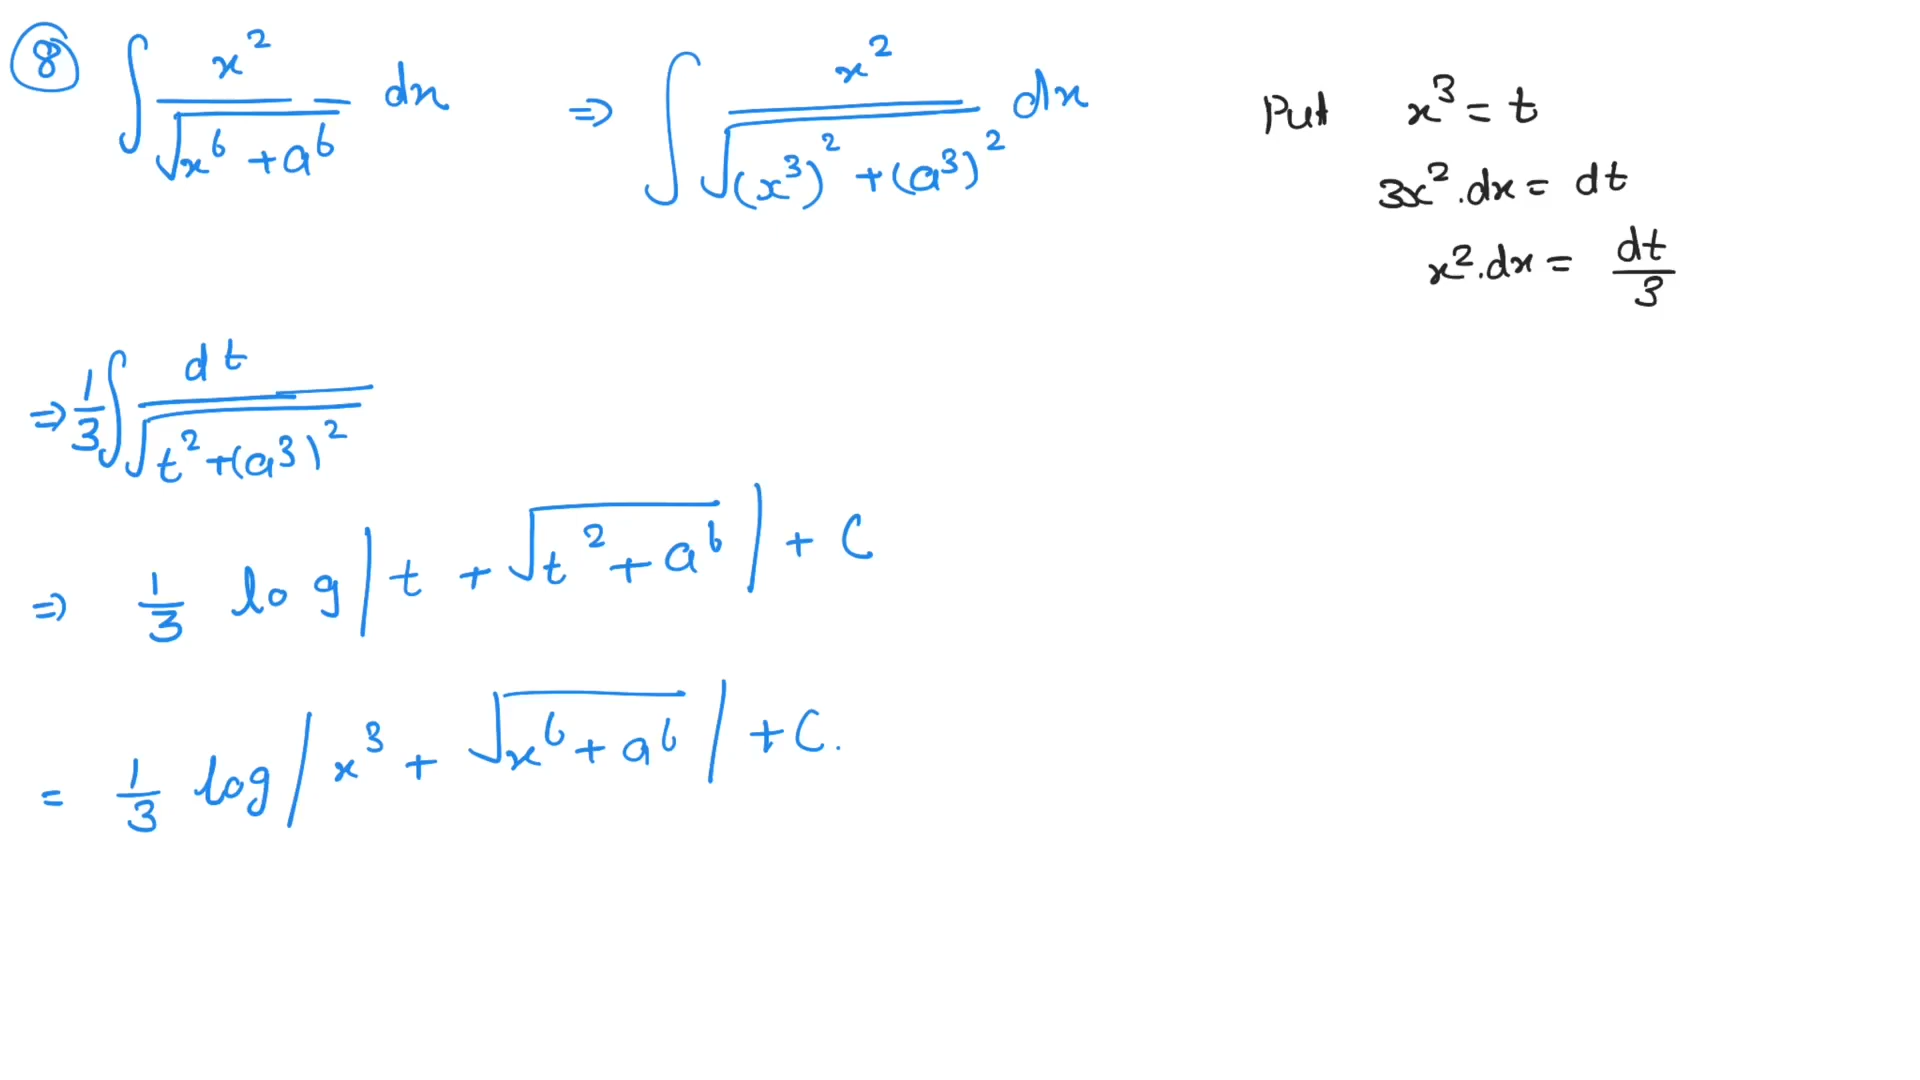 ⑧ ∫ x²/√(x⁶ + a⁶) dx ⇒ ∫ x²/√((x³)² + (a³)²) dx
Put x³ = t
3x².dx = dt
x².dx = dt/3
⇒ 1/3 ∫ dt/√(t² + (a³)²)
⇒ 1/3 log|t + √(t² + a⁶)| + C
= 1/3 log|x³ + √(x⁶ + a⁶)| + C.